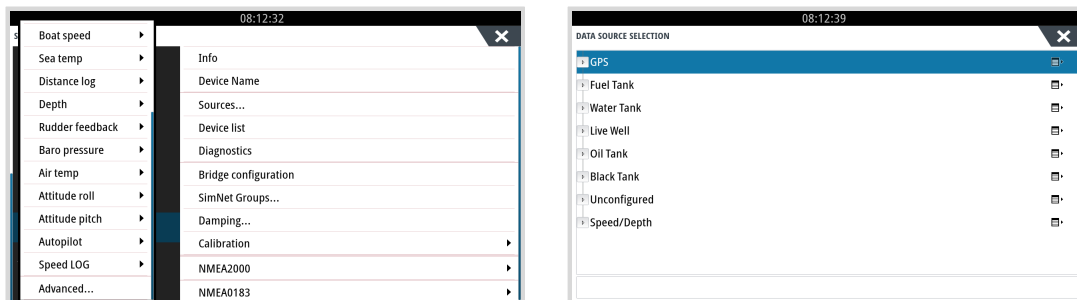 08:12:32
S
Boat speed
Sea temp
Distance log
Depth
Rudder feedback
Baro pressure
Air temp
Attitude roll
Attitude pitch
Autopilot
Speed LOG
Advanced...
Info
Device Name
Sources...
Device list
Diagnostics
Bridge configuration
SimNet Groups...
Damping...
Calibration
NMEA2000
NMEA0183
08:12:39
DATA SOURCE SELECTION
GPS
Fuel Tank
Water Tank
Live Well
Oil Tank
Black Tank
Unconfigured
Speed/Depth